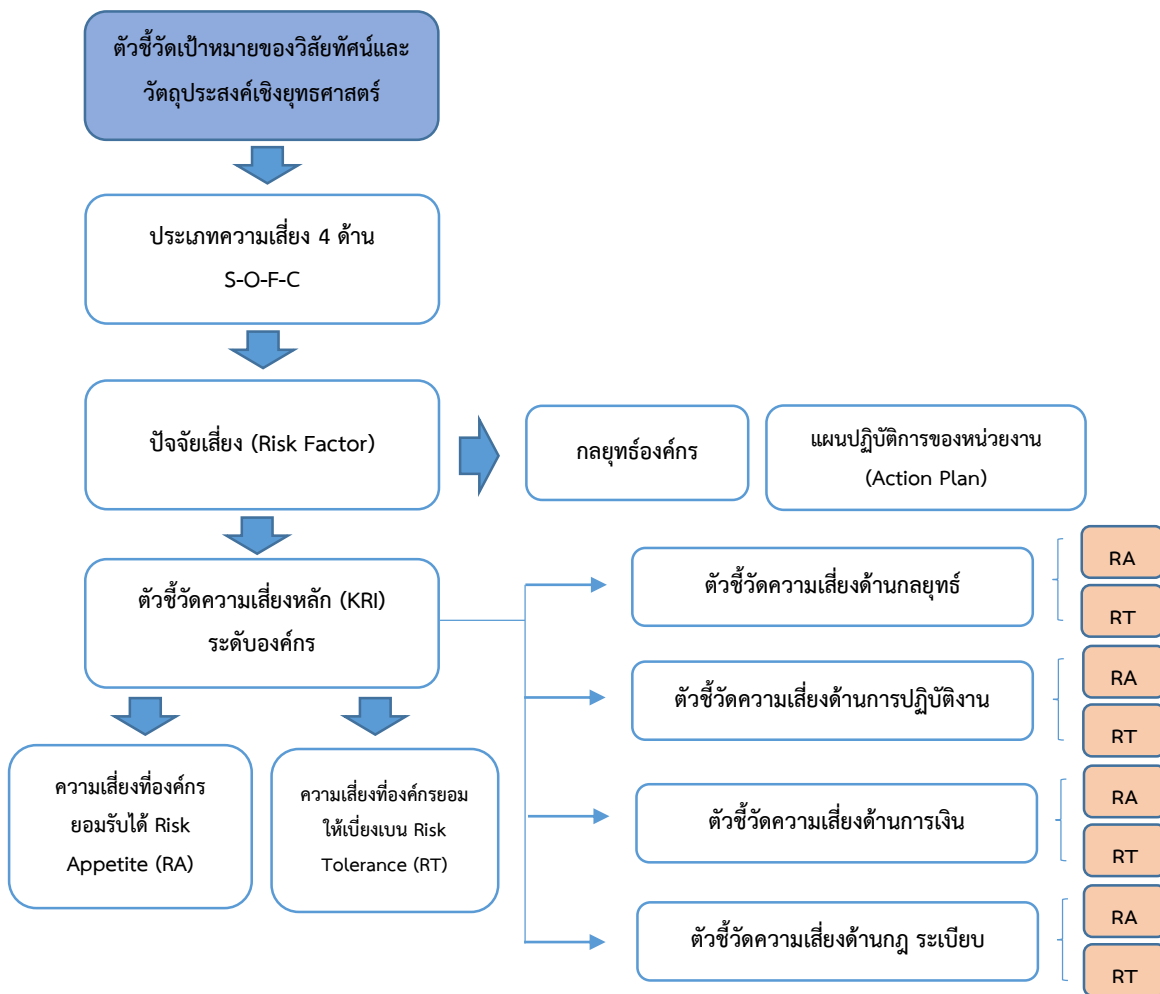 ตัวชี้วัดเป้าหมายของวิสัยทัศน์และ
วัตถุประสงค์เชิงยุทธศาสตร์
ประเภทความเสี่ยง 4 ด้าน
S-O-F-C
ปัจจัยเสี่ยง (Risk Factor)
กลยุทธ์องค์กร
แผนปฏิบัติการของหน่วยงาน
(Action Plan)
ตัวชี้วัดความเสี่ยงหลัก (KRI)
ระดับองค์กร
ความเสี่ยงที่องค์กร
ยอมรับได้ Risk
Appetite (RA)
ความเสี่ยงที่องค์กรยอม
ให้เบี่ยงเบน Risk
Tolerance (RT)
ตัวชี้วัดความเสี่ยงด้านกลยุทธ์
RA
RT
ตัวชี้วัดความเสี่ยงด้านการปฏิบัติงาน
RA
RT
ตัวชี้วัดความเสี่ยงด้านการเงิน
RA
RT
ตัวชี้วัดความเสี่ยงด้านกฎ ระเบียบ
RA
RT